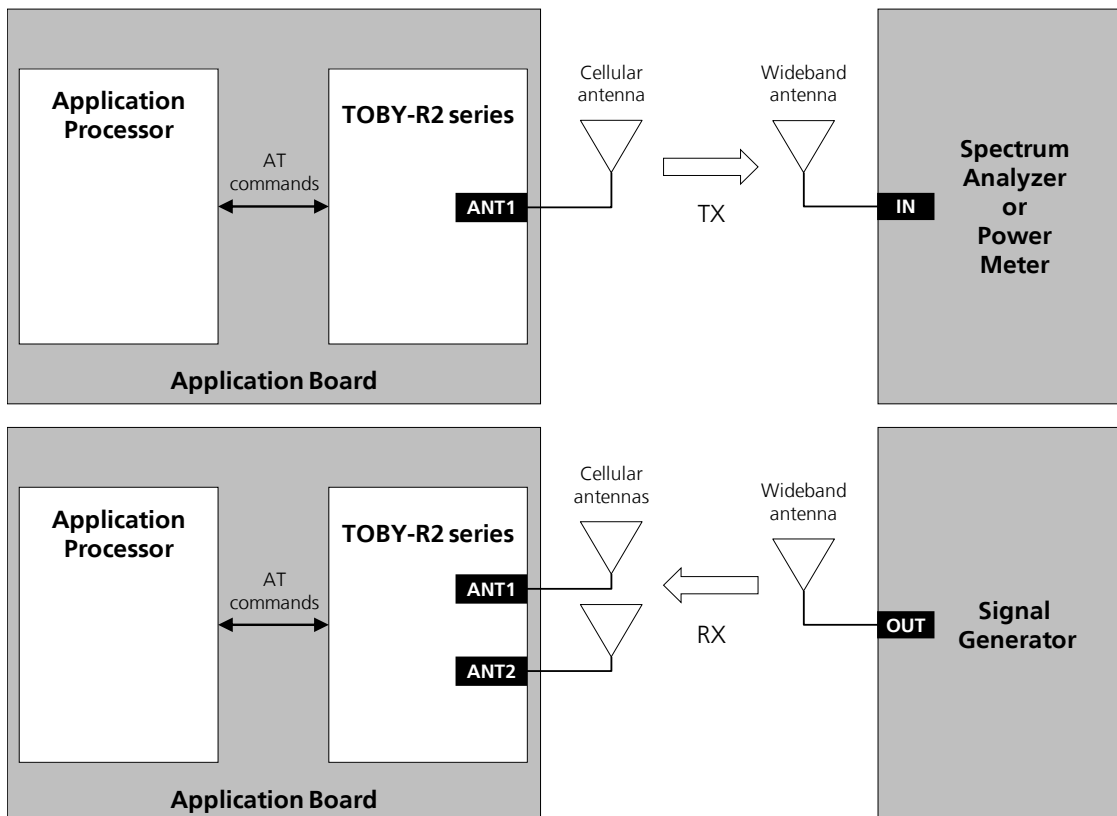 Application
Processor
AT
commands
TOBY-R2 series
ANT1
Application Board
Cellular
antenna
TX
Wideband
antenna
IN
Spectrum
Analyzer
or
Power
Meter
Application
Processor
AT
commands
TOBY-R2 series
ANT1
ANT2
Application Board
Cellular
antennas
RX
Wideband
antenna
OUT
Signal
Generator